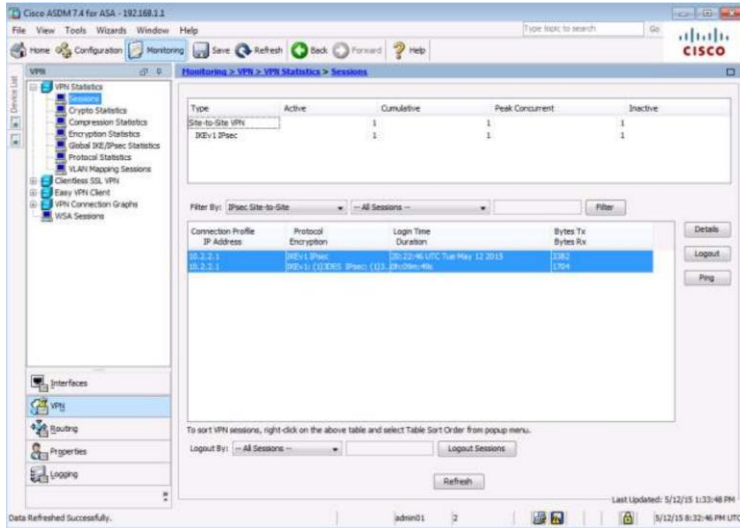 Cisco ASDM 7.4 for ASA - 192.168.1.1
File View Tools Wizards Window Help
Type topic to search Go
Home Configuration Monitoring Save Refresh Back Forward Help
CISCO
Device List
VPN
Monitoring > VPN > VPN Statistics > Sessions
VPN Statistics
Sessions
Crypto Statistics
Compression Statistics
Encryption Statistics
Global IKE/IPsec Statistics
Protocol Statistics
VLAN Mapping Sessions
Clientless SSL VPN
Easy VPN Client
VPN Connection Graphs
WSA Sessions
Type Active Cumulative Peak Concurrent Inactive
Site-to-Site VPN 1 1 1
IKEv1 IPsec 1 1 1
Filter By: IPsec Site-to-Site -- All Sessions -- Filter
Connection Profile Protocol Login Time Bytes Tx
IP Address Encryption Duration Bytes Rx
10.2.2.1 IKEv1 IPsec 20:22:46 UTC Tue May 12 2015 3382
10.2.2.1 IKEv1: (1)3DES IPsec: (1)3... 0h:09m:49s 1704
Details
Logout
Ping
To sort VPN sessions, right-click on the above table and select Table Sort Order from popup menu.
Logout By: -- All Sessions -- Logout Sessions
Refresh
Interfaces
VPN
Routing
Properties
Logging
Last Updated: 5/12/15 1:33:48 PM
Data Refreshed Successfully. admin01 2 5/12/15 8:32:46 PM UTC